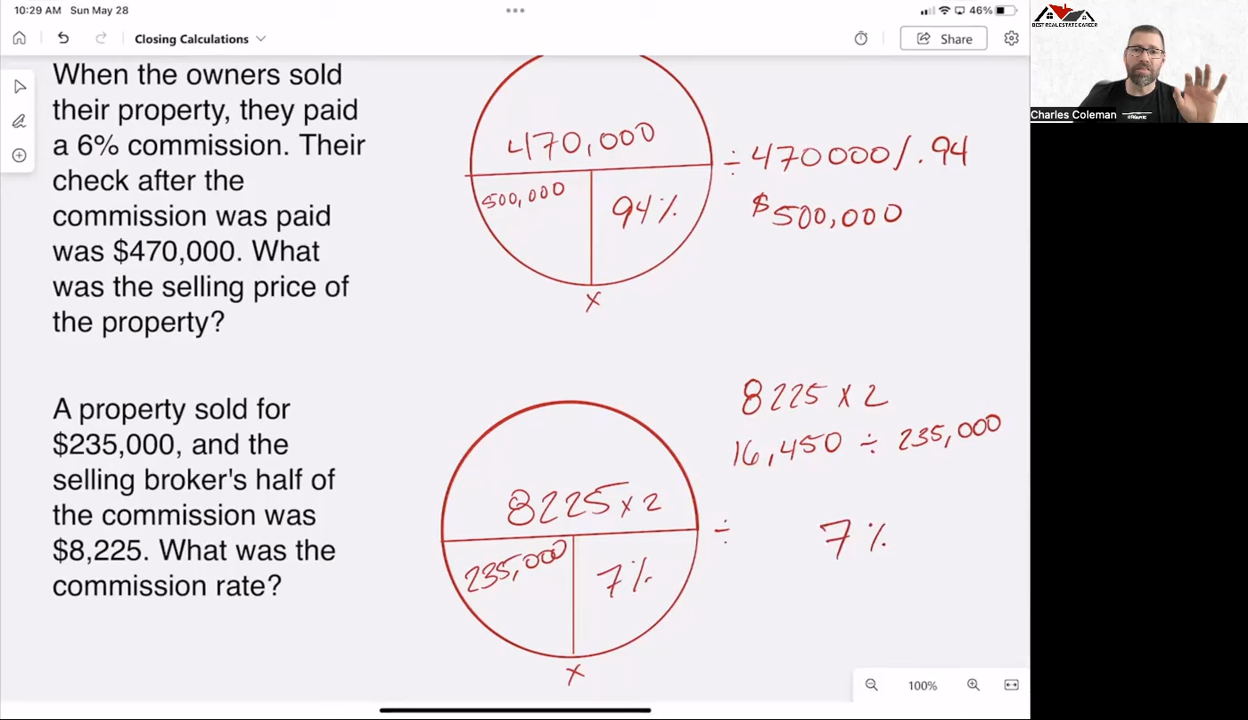 10:29 AM Sun May 28
46%
Closing Calculations
Share
BEST REAL ESTATE CAREER
Charles Coleman
When the owners sold
their property, they paid
a 6% commission. Their
check after the
commission was paid
was $470,000. What
was the selling price of
the property?
470,000
500,000
94%
x
÷ 470000/.94
$500,000
A property sold for
$235,000, and the
selling broker's half of
the commission was
$8,225. What was the
commission rate?
8225 x 2
235,000
7%
x
÷
8225 x 2
16,450 ÷ 235,000
7%
100%